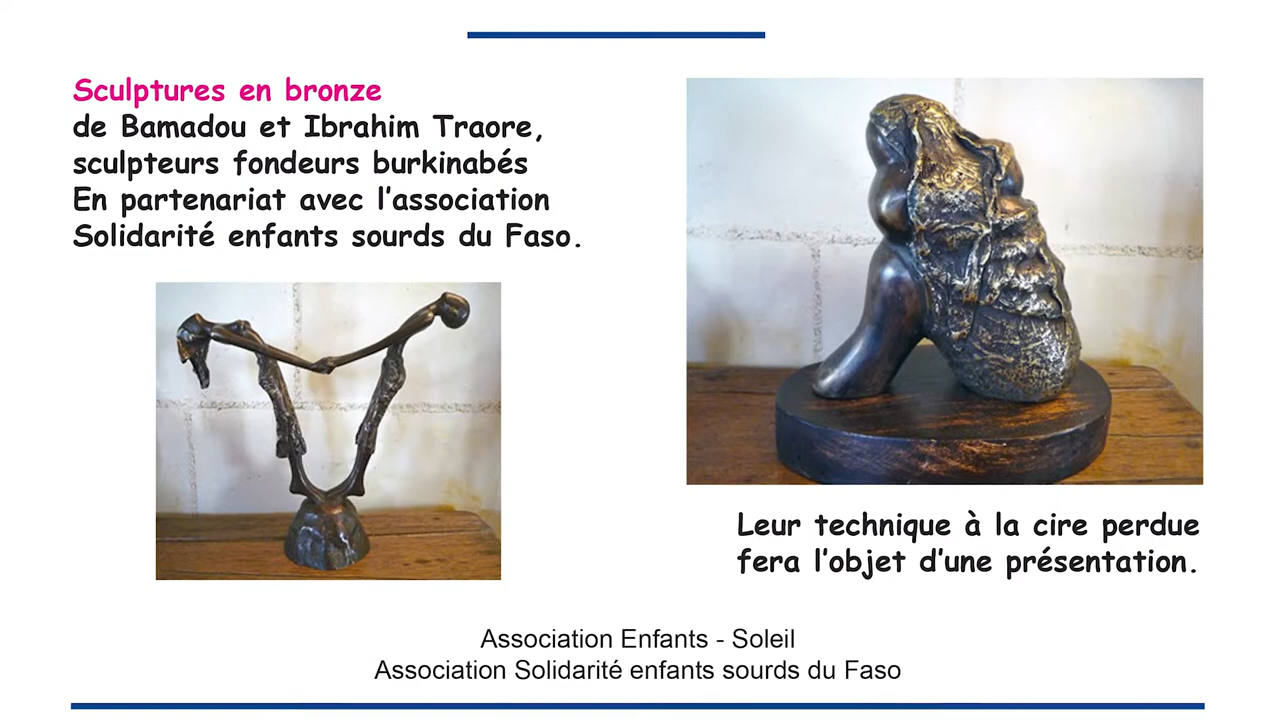 Sculptures en bronze
de Bamadou et Ibrahim Traore,
sculpteurs fondeurs burkinabés
En partenariat avec l’association
Solidarité enfants sourds du Faso.
Leur technique à la cire perdue
fera l’objet d’une présentation.
Association Enfants - Soleil
Association Solidarité enfants sourds du Faso